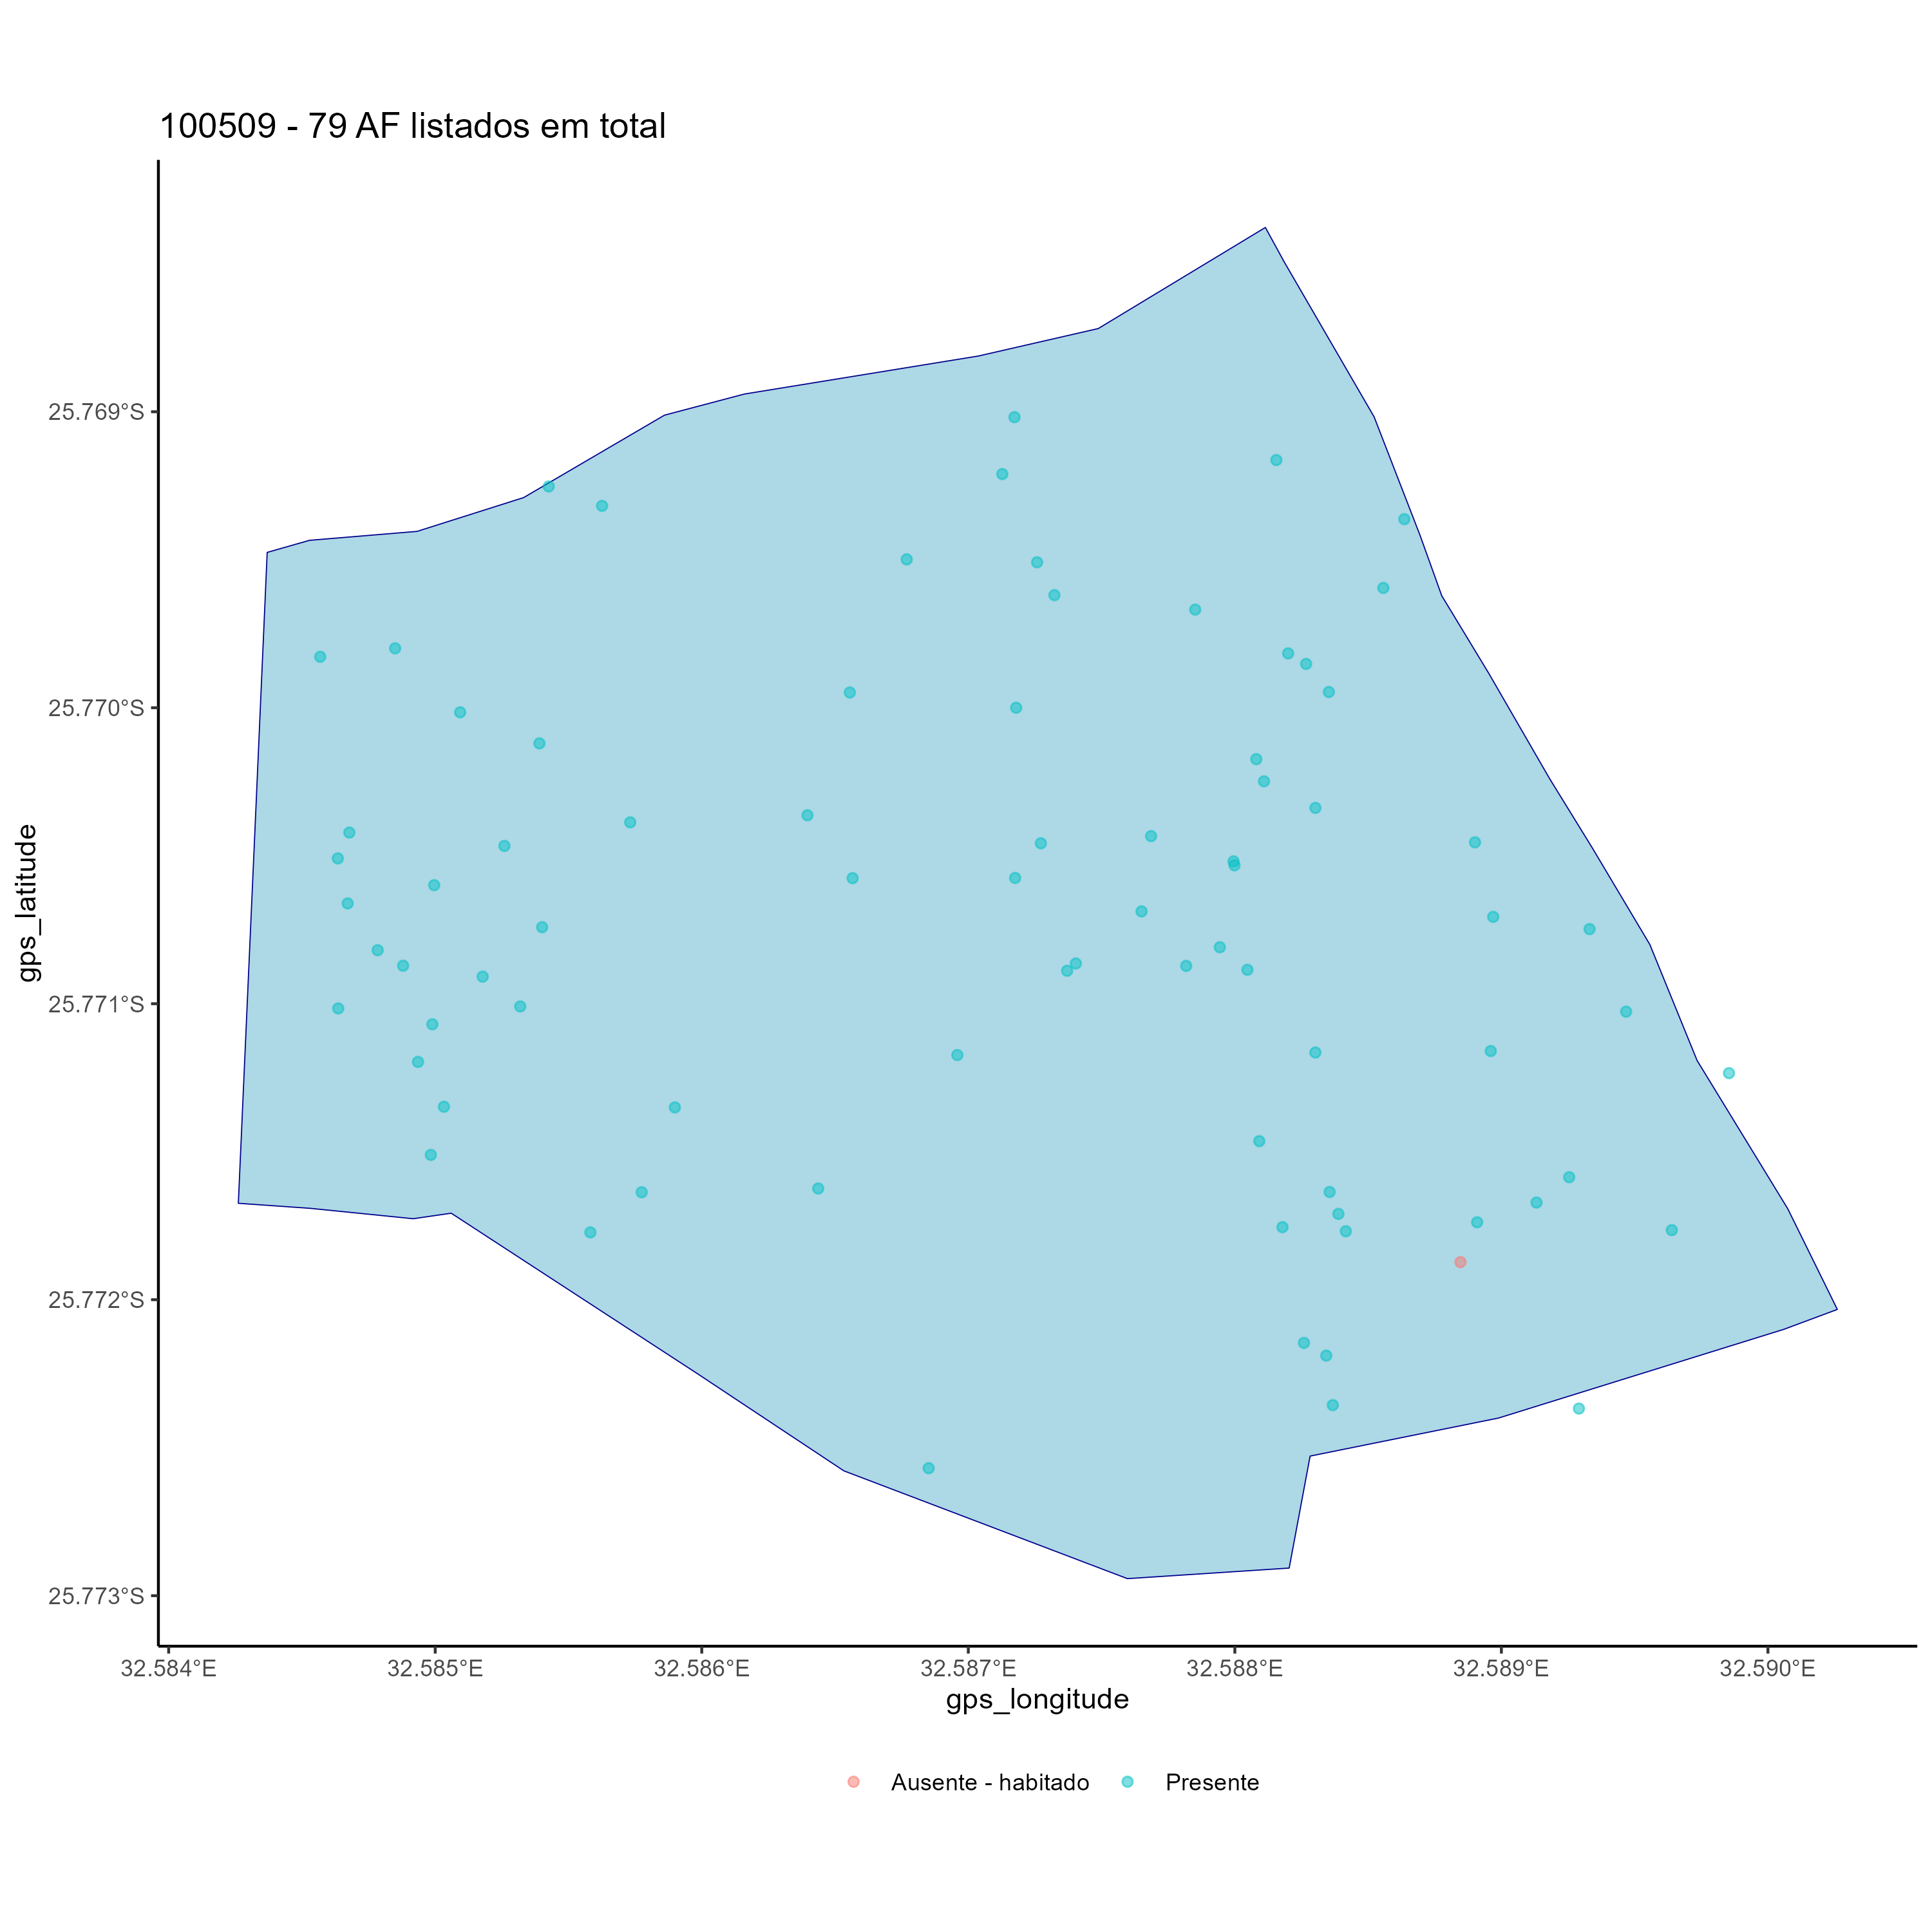 100509 - 79 AF listados em total
gps_latitude
25.769°S
25.770°S
25.771°S
25.772°S
25.773°S
32.584°E 32.585°E 32.586°E 32.587°E 32.588°E 32.589°E 32.590°E
gps_longitude
Ausente - habitado Presente